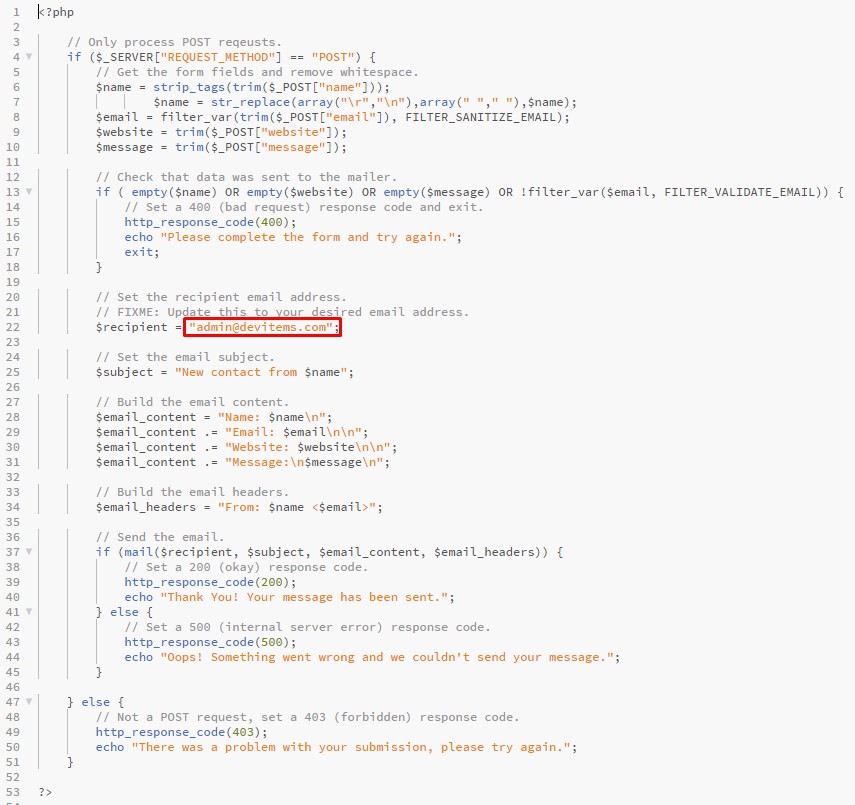 1 <?php
2
3 // Only process POST reqeusts.
4 if ($_SERVER["REQUEST_METHOD"] == "POST") {
5 // Get the form fields and remove whitespace.
6 $name = strip_tags(trim($_POST["name"]));
7 $name = str_replace(array("\r","\n"),array(" "," "),$name);
8 $email = filter_var(trim($_POST["email"]), FILTER_SANITIZE_EMAIL);
9 $website = trim($_POST["website"]);
10 $message = trim($_POST["message"]);
11
12 // Check that data was sent to the mailer.
13 if ( empty($name) OR empty($website) OR empty($message) OR !filter_var($email, FILTER_VALIDATE_EMAIL)) {
14 // Set a 400 (bad request) response code and exit.
15 http_response_code(400);
16 echo "Please complete the form and try again.";
17 exit;
18 }
19
20 // Set the recipient email address.
21 // FIXME: Update this to your desired email address.
22 $recipient = "admin@devitems.com";
23
24 // Set the email subject.
25 $subject = "New contact from $name";
26
27 // Build the email content.
28 $email_content = "Name: $name\n";
29 $email_content .= "Email: $email\n\n";
30 $email_content .= "Website: $website\n\n";
31 $email_content .= "Message:\n$message\n";
32
33 // Build the email headers.
34 $email_headers = "From: $name <$email>";
35
36 // Send the email.
37 if (mail($recipient, $subject, $email_content, $email_headers)) {
38 // Set a 200 (okay) response code.
39 http_response_code(200);
40 echo "Thank You! Your message has been sent.";
41 } else {
42 // Set a 500 (internal server error) response code.
43 http_response_code(500);
44 echo "Oops! Something went wrong and we couldn't send your message.";
45 }
46
47 } else {
48 // Not a POST request, set a 403 (forbidden) response code.
49 http_response_code(403);
50 echo "There was a problem with your submission, please try again.";
51 }
52
53 ?>